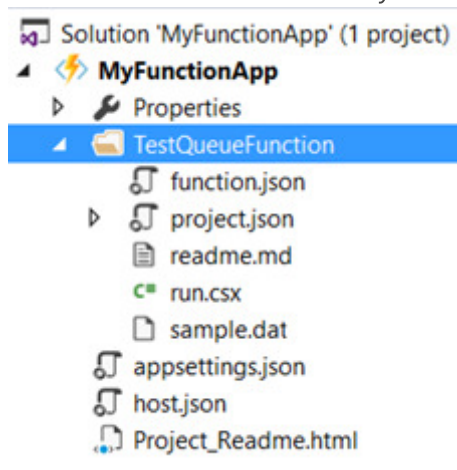 Solution 'MyFunctionApp' (1 project)
MyFunctionApp
Properties
TestQueueFunction
function.json
project.json
readme.md
run.csx
sample.dat
appsettings.json
host.json
Project_Readme.html